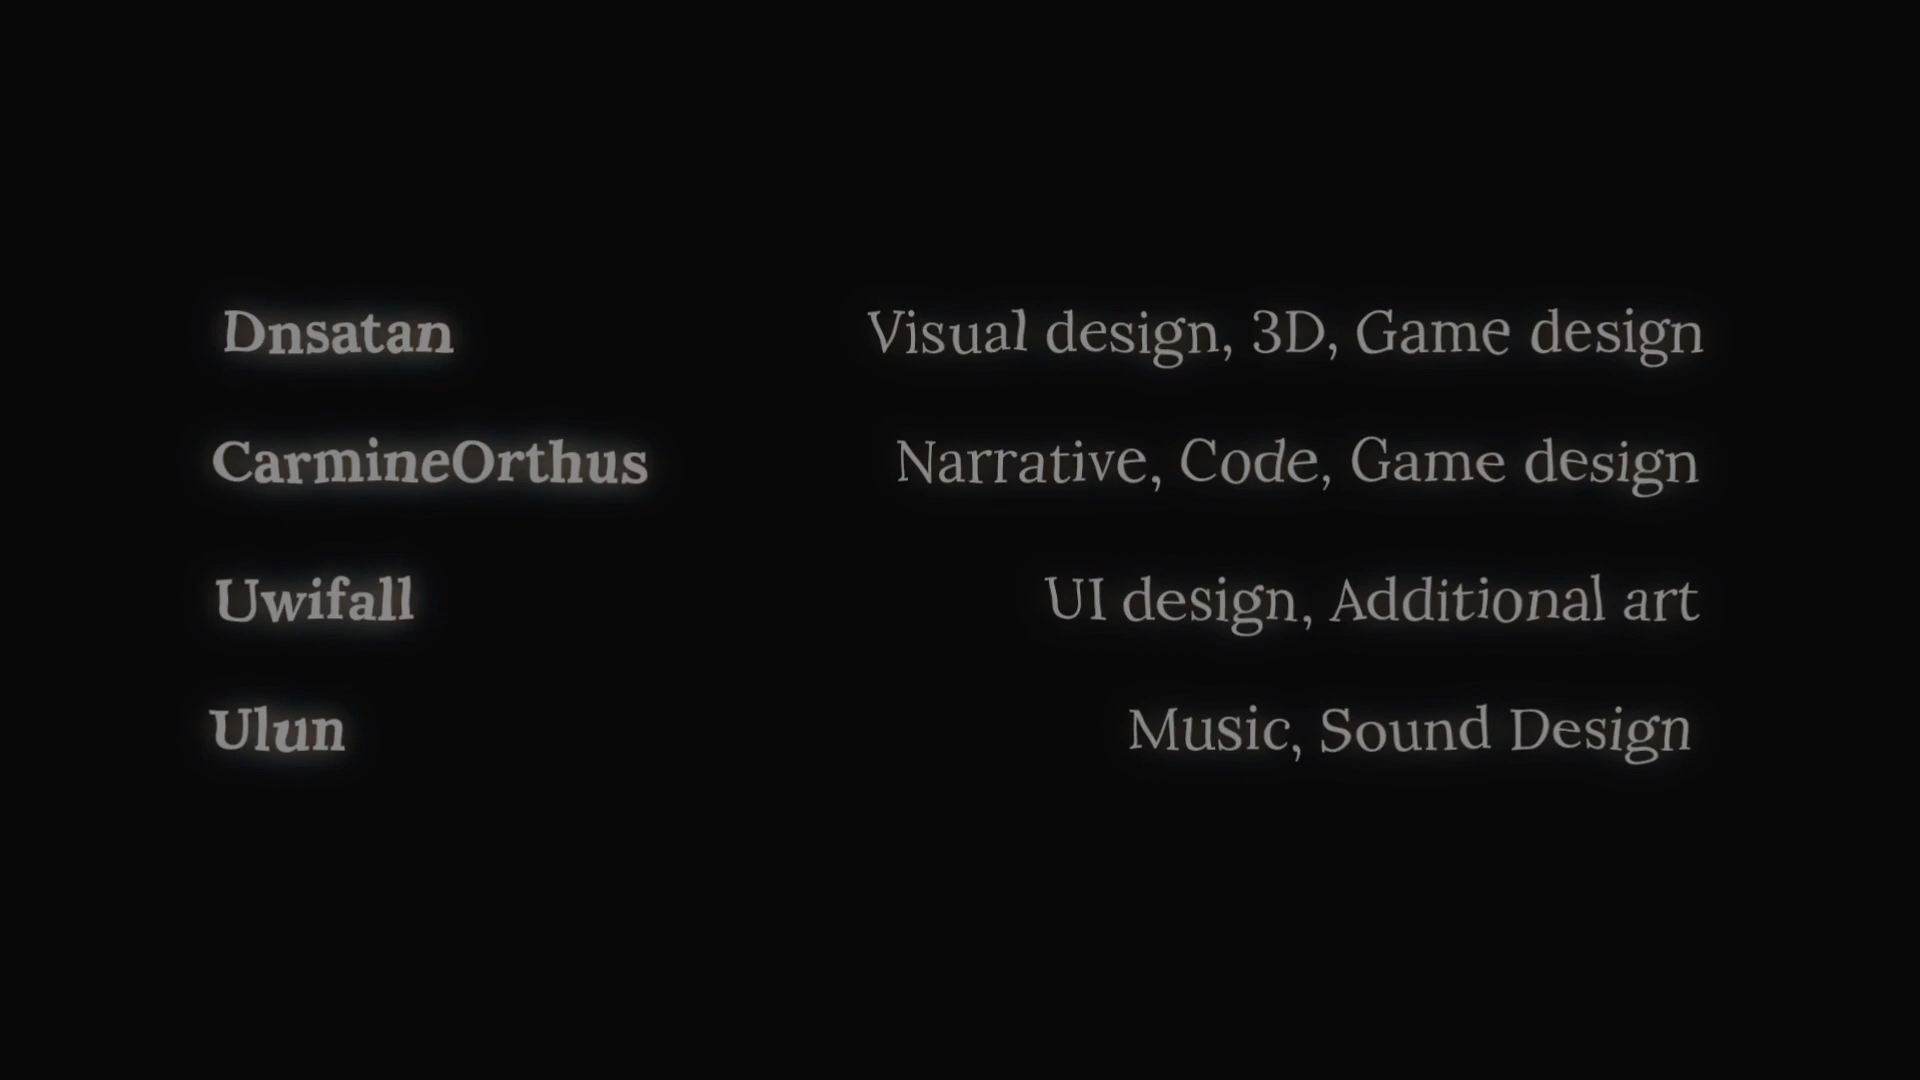 Dnsatan Visual design, 3D, Game design
CarmineOrthus Narrative, Code, Game design
Uwifall UI design, Additional art
Ulun Music, Sound Design